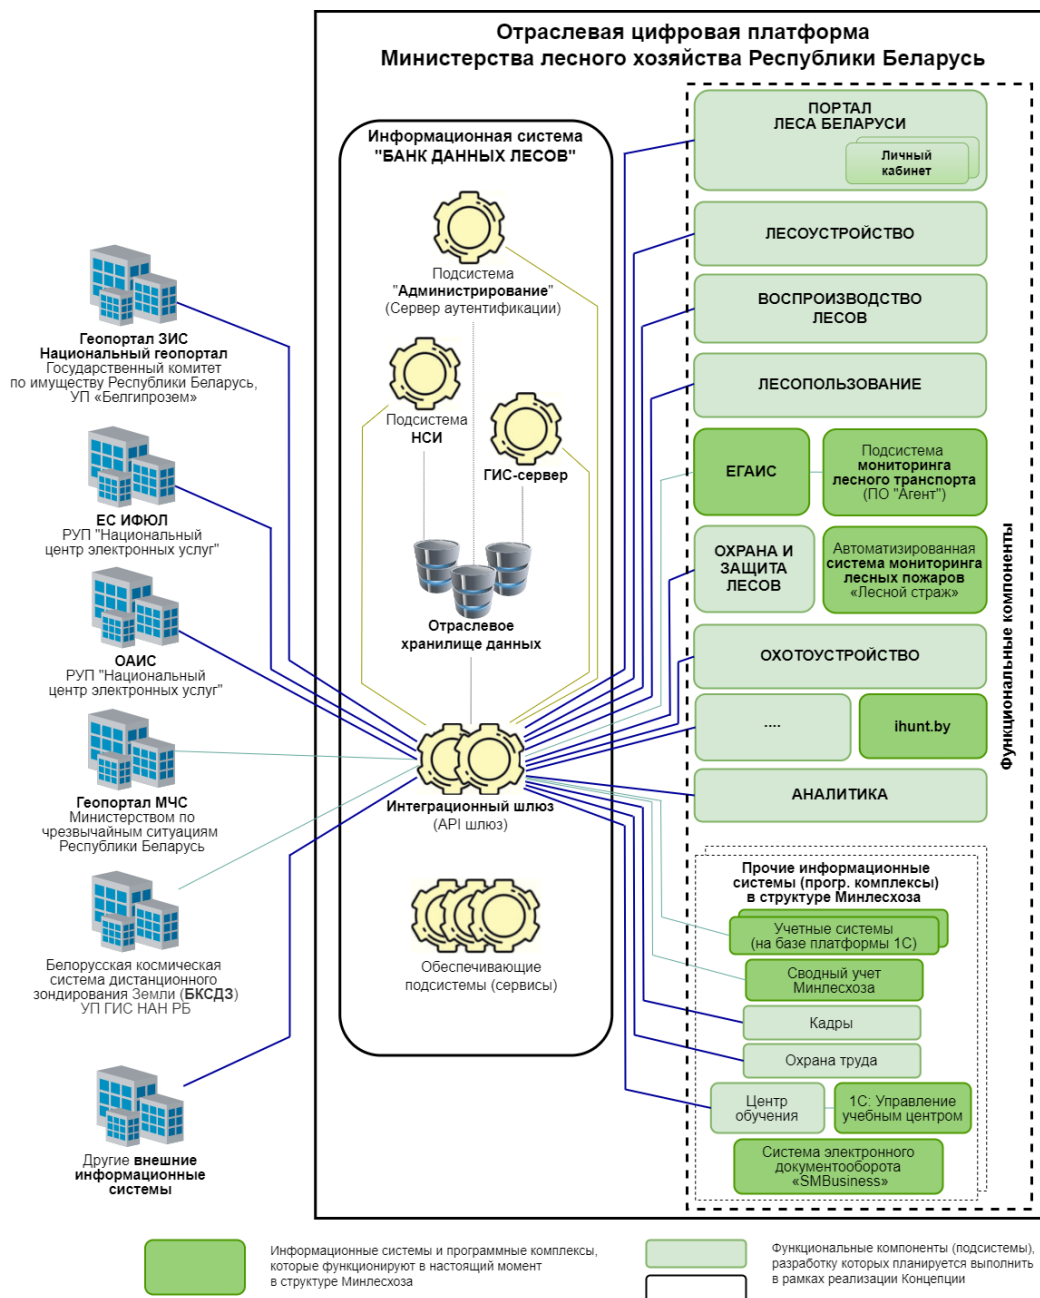 Отраслевая цифровая платформа
Министерства лесного хозяйства Республики Беларусь
Информационная система
"БАНК ДАННЫХ ЛЕСОВ"
Подсистема
"Администрирование"
(Сервер аутентификации)
Подсистема
НСИ
ГИС-сервер
Отраслевое
хранилище данных
Интеграционный шлюз
(API шлюз)
Обеспечивающие
подсистемы (сервисы)
Геопортал ЗИС
Национальный геопортал
Государственный комитет
по имуществу Республики Беларусь,
УП «Белгипрозем»
ЕС ИФЮЛ
РУП "Национальный
центр электронных услуг"
ОАИС
РУП "Национальный
центр электронных услуг"
Геопортал МЧС
Министерством по
чрезвычайным ситуациям
Республики Беларусь
Белорусская космическая
система дистанционного
зондирования Земли (БКСДЗ)
УП ГИС НАН РБ
Другие внешние
информационные
системы
ПОРТАЛ
ЛЕСА БЕЛАРУСИ
Личный
кабинет
ЛЕСОУСТРОЙСТВО
ВОСПРОИЗВОДСТВО
ЛЕСОВ
ЛЕСОПОЛЬЗОВАНИЕ
ЕГАИС
Подсистема
мониторинга
лесного транспорта
(ПО "Агент")
ОХРАНА И
ЗАЩИТА
ЛЕСОВ
Автоматизированная
система мониторинга
лесных пожаров
«Лесной страж»
ОХОТОУСТРОЙСТВО
....
ihunt.by
АНАЛИТИКА
Функциональные компоненты
Прочие информационные
системы (прогр. комплексы)
в структуре Минлесхоза
Учетные системы
(на базе платформы 1С)
Сводный учет
Минлесхоза
Кадры
Охрана труда
Центр
обучения
1С: Управление
учебным центром
Система электронного
документооборота
«SMBusiness»
Информационные системы и программные комплексы,
которые функционируют в настоящий момент
в структуре Минлесхоза
Функциональные компоненты (подсистемы),
разработку которых планируется выполнить
в рамках реализации Концепции